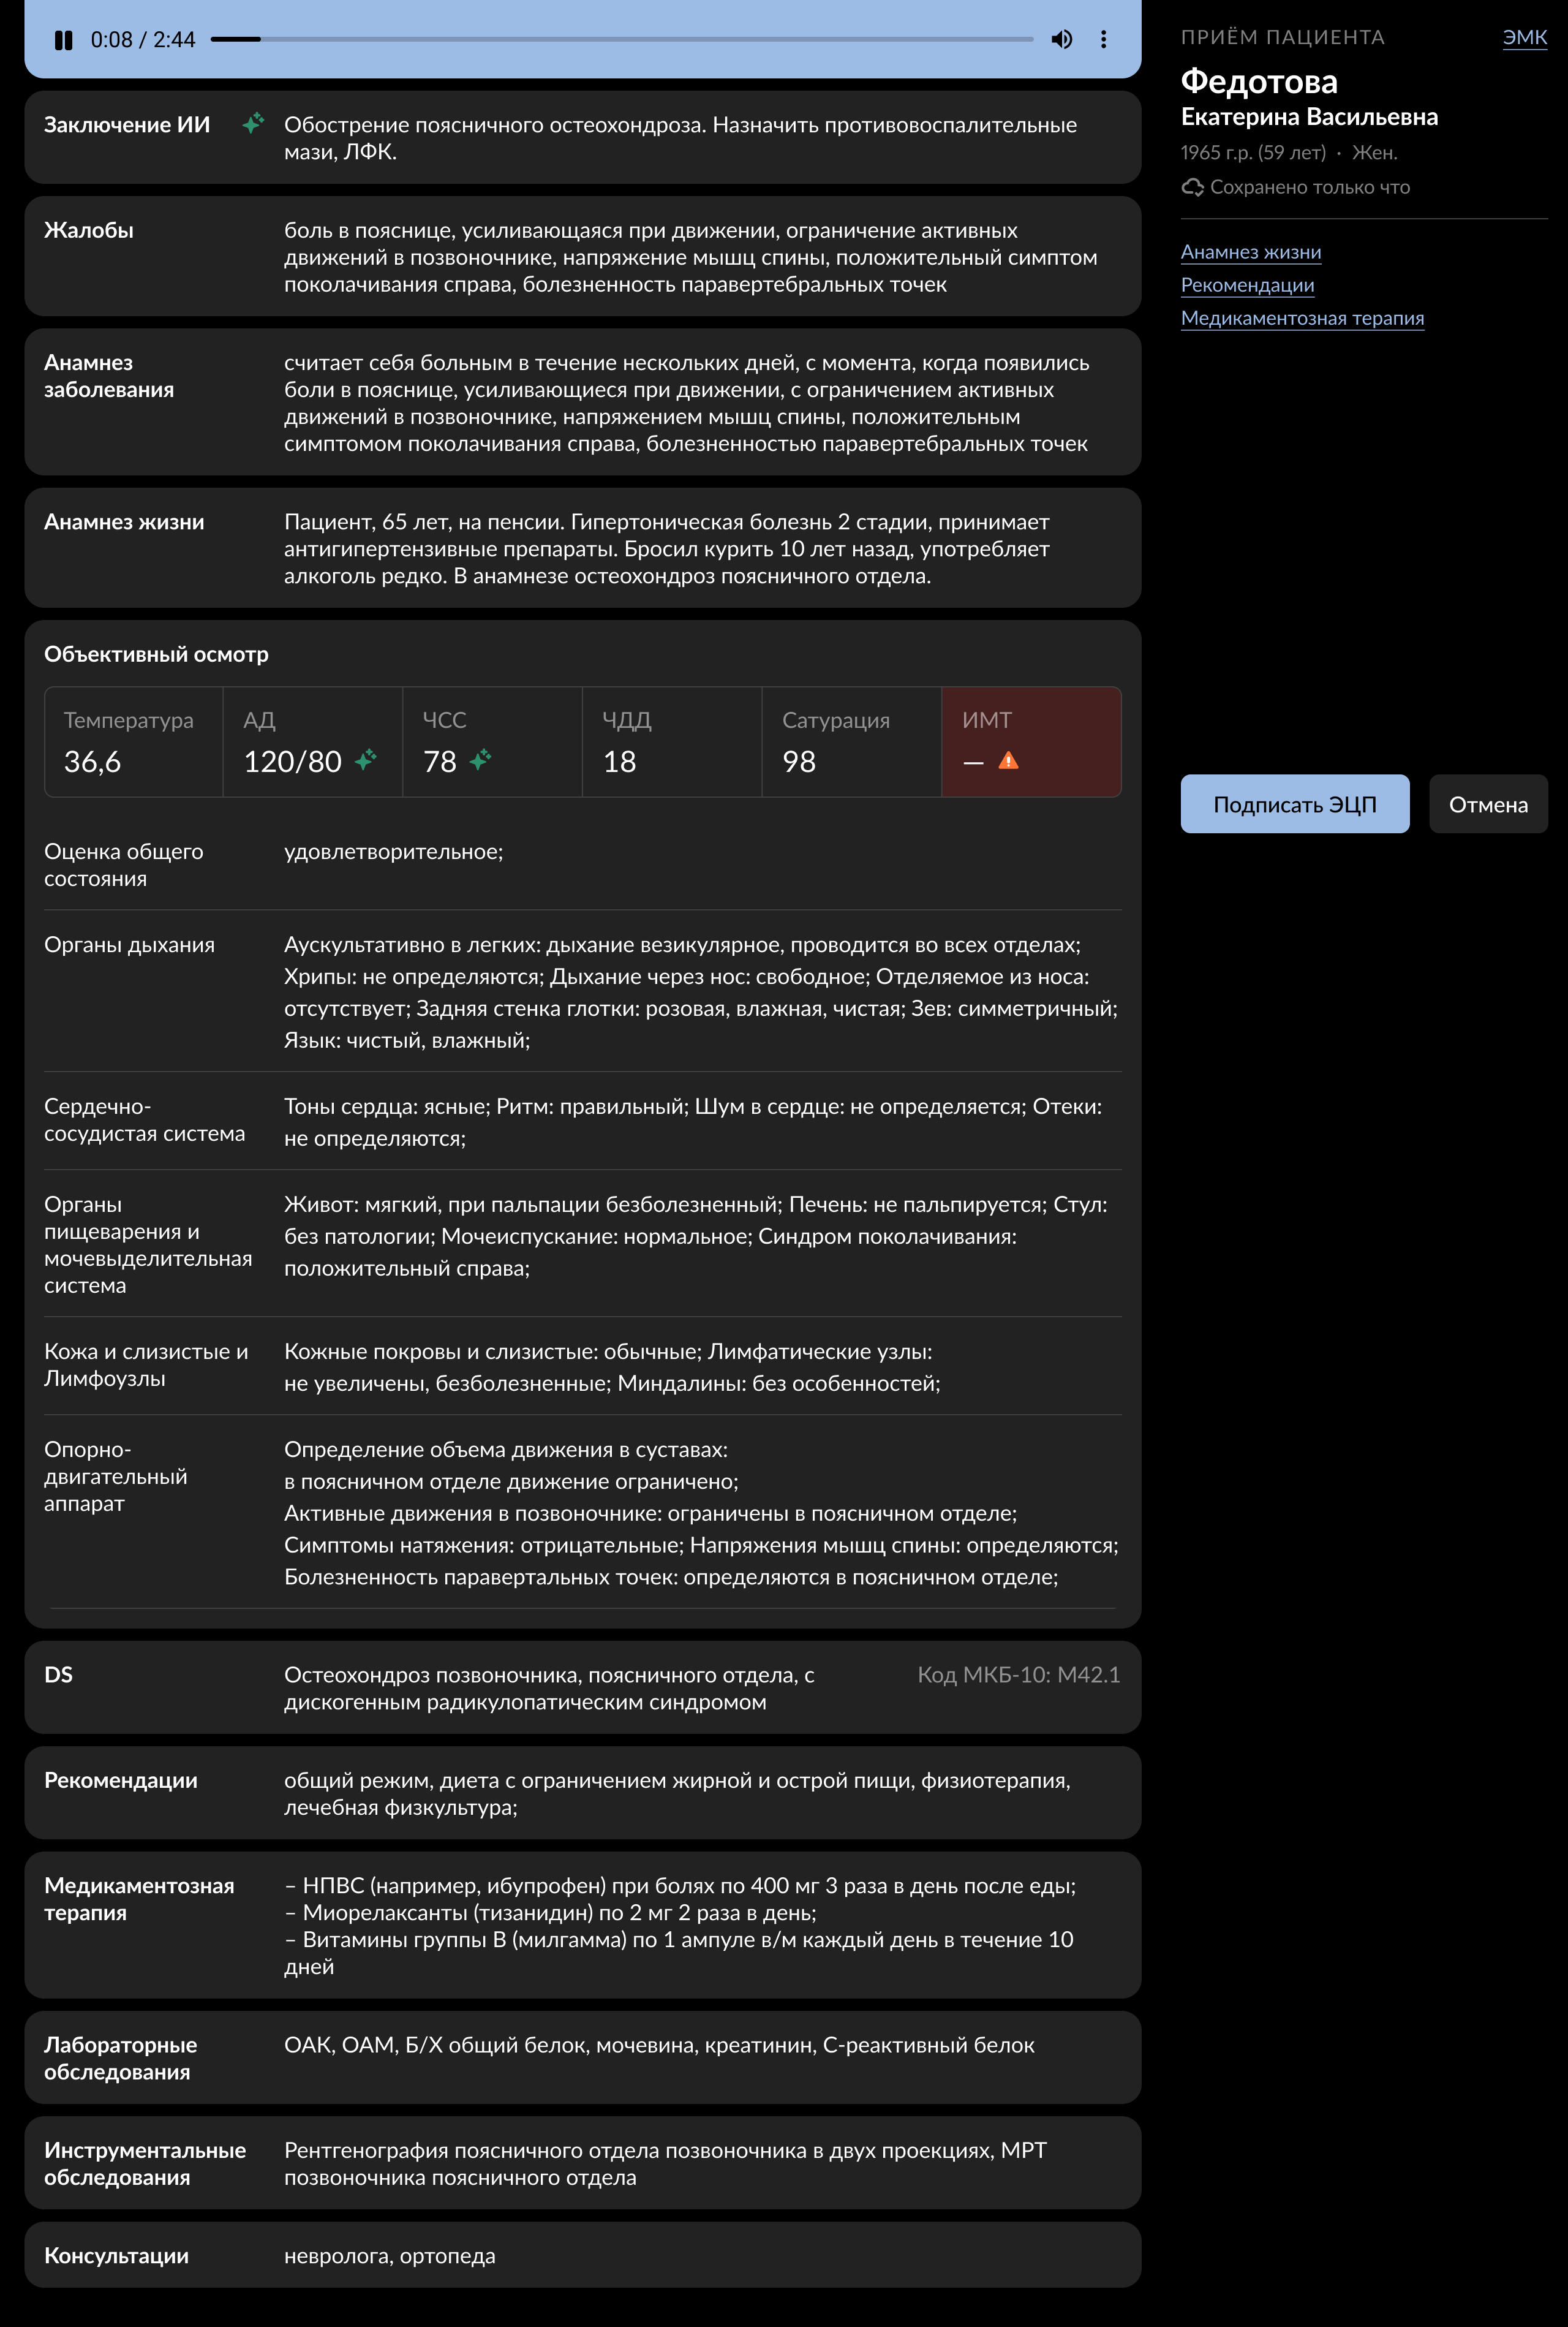 0:08 / 2:44
Заключение ИИ
Обострение поясничного остеохондроза. Назначить противовоспалительные
мази, ЛФК.
Жалобы
боль в пояснице, усиливающаяся при движении, ограничение активных
движений в позвоночнике, напряжение мышц спины, положительный симптом
поколачивания справа, болезненность паравертебральных точек
Анамнез
заболевания
считает себя больным в течение нескольких дней, с момента, когда появились
боли в пояснице, усиливающиеся при движении, с ограничением активных
движений в позвоночнике, напряжением мышц спины, положительным
симптомом поколачивания справа, болезненностью паравертебральных точек
Анамнез жизни
Пациент, 65 лет, на пенсии. Гипертоническая болезнь 2 стадии, принимает
антигипертензивные препараты. Бросил курить 10 лет назад, употребляет
алкоголь редко. В анамнезе остеохондроз поясничного отдела.
Объективный осмотр
Температура
36,6
АД
120/80
ЧСС
78
ЧДД
18
Сатурация
98
ИМТ
—
Оценка общего
состояния
удовлетворительное;
Органы дыхания
Аускультативно в легких: дыхание везикулярное, проводится во всех отделах;
Хрипы: не определяются; Дыхание через нос: свободное; Отделяемое из носа:
отсутствует; Задняя стенка глотки: розовая, влажная, чистая; Зев: симметричный;
Язык: чистый, влажный;
Сердечно-
сосудистая система
Тоны сердца: ясные; Ритм: правильный; Шум в сердце: не определяется; Отеки:
не определяются;
Органы
пищеварения и
мочевыделительная
система
Живот: мягкий, при пальпации безболезненный; Печень: не пальпируется; Стул:
без патологии; Мочеиспускание: нормальное; Синдром поколачивания:
положительный справа;
Кожа и слизистые и
Лимфоузлы
Кожные покровы и слизистые: обычные; Лимфатические узлы:
не увеличены, безболезненные; Миндалины: без особенностей;
Опорно-
двигательный
аппарат
Определение объема движения в суставах:
в поясничном отделе движение ограничено;
Активные движения в позвоночнике: ограничены в поясничном отделе;
Симптомы натяжения: отрицательные; Напряжения мышц спины: определяются;
Болезненность паравертальных точек: определяются в поясничном отделе;
DS
Остеохондроз позвоночника, поясничного отдела, с
дискогенным радикулопатическим синдромом
Код МКБ-10: M42.1
Рекомендации
общий режим, диета с ограничением жирной и острой пищи, физиотерапия,
лечебная физкультура;
Медикаментозная
терапия
– НПВС (например, ибупрофен) при болях по 400 мг 3 раза в день после еды;
– Миорелаксанты (тизанидин) по 2 мг 2 раза в день;
– Витамины группы В (милгамма) по 1 ампуле в/м каждый день в течение 10
дней
Лабораторные
обследования
ОАК, ОАМ, Б/Х общий белок, мочевина, креатинин, С-реактивный белок
Инструментальные
обследования
Рентгенография поясничного отдела позвоночника в двух проекциях, МРТ
позвоночника поясничного отдела
Консультации
невролога, ортопеда
ПРИЁМ ПАЦИЕНТА
ЭМК
Федотова
Екатерина Васильевна
1965 г.р. (59 лет) · Жен.
Сохранено только что
Анамнез жизни
Рекомендации
Медикаментозная терапия
Подписать ЭЦП
Отмена